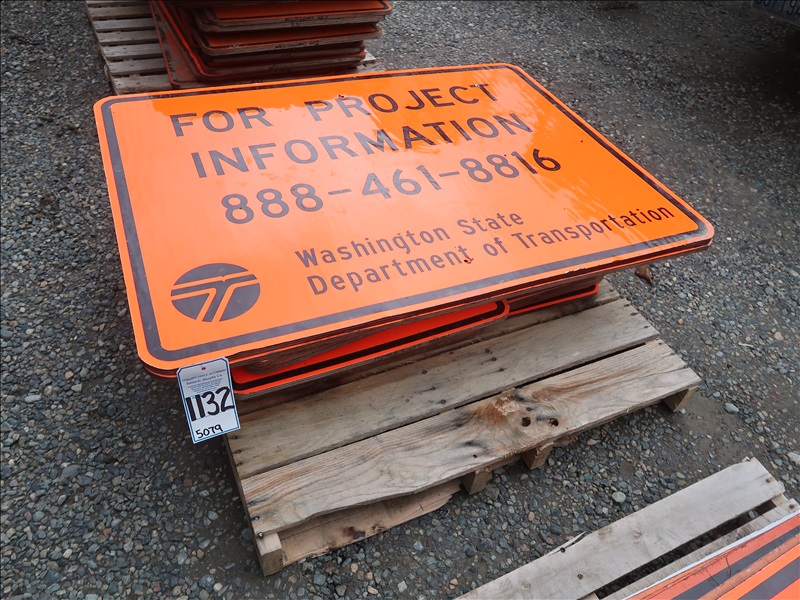 FOR PROJECT
INFORMATION
888-461-8816
Washington State
Department of Transportation
1132
5079